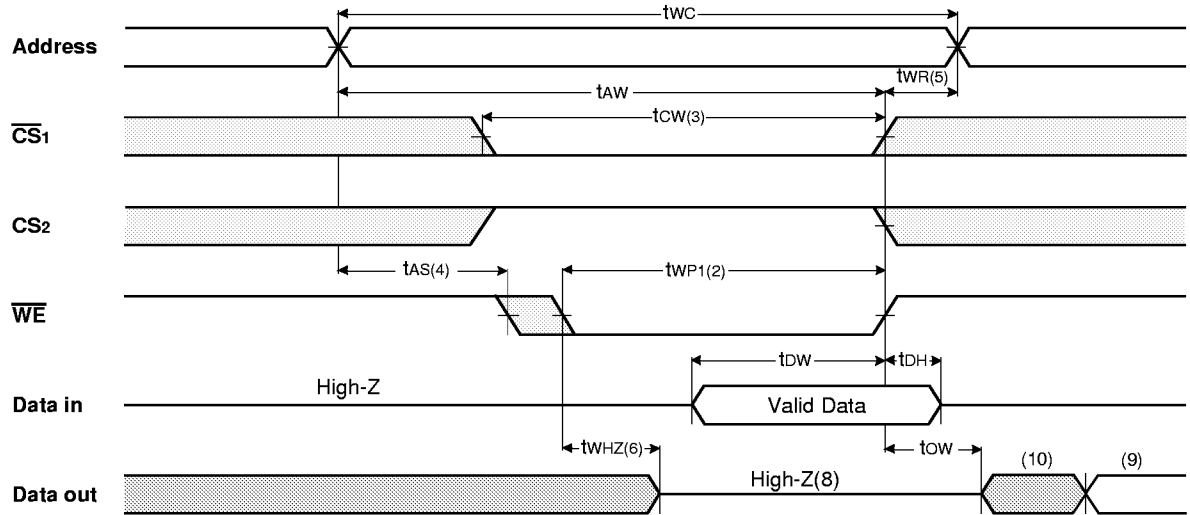 tWC
Address
tWR(5)
tAW
tCW(3)
CS1
CS2
tAS(4)
tWP1(2)
WE
tDW
tDH
High-Z
Data in
Valid Data
tWHZ(6)
tOW
High-Z(8)
(10)
(9)
Data out